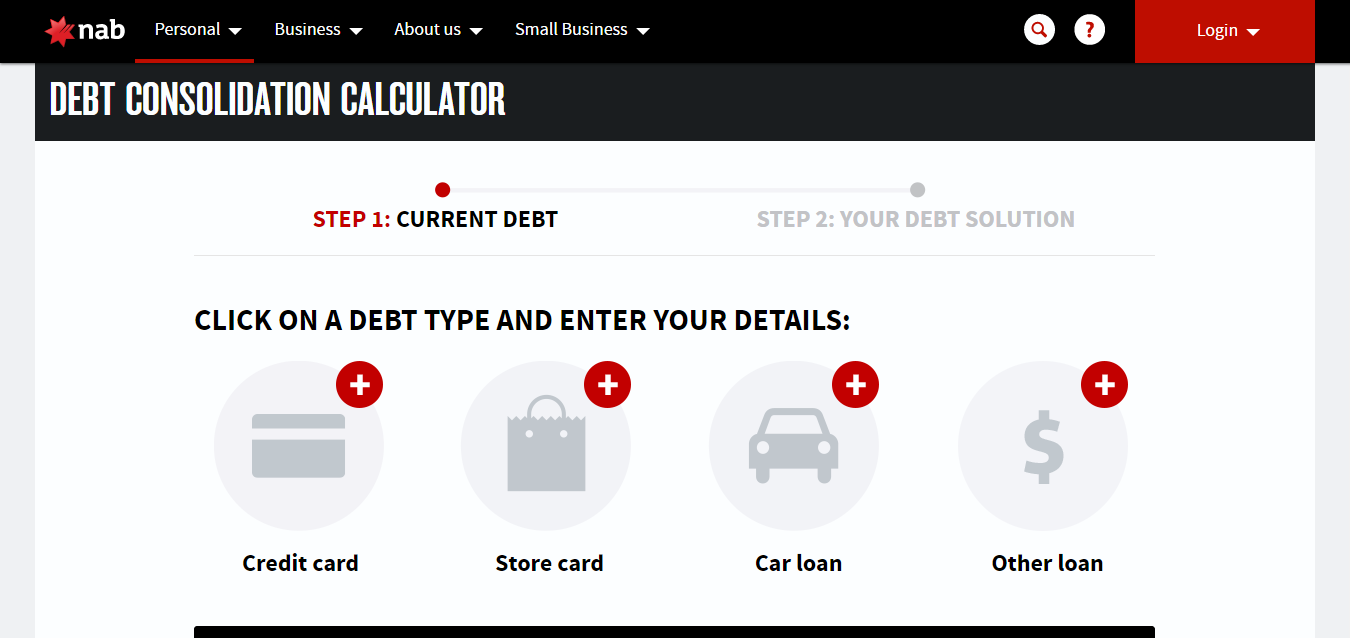 nab Personal Business About us Small Business ? Login
DEBT CONSOLIDATION CALCULATOR
STEP 1: CURRENT DEBT STEP 2: YOUR DEBT SOLUTION
CLICK ON A DEBT TYPE AND ENTER YOUR DETAILS:
$
Credit card Store card Car loan Other loan